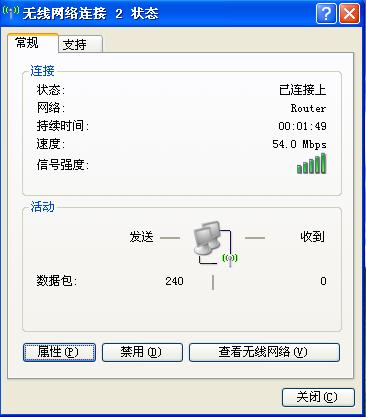 无线网络连接 2 状态
常规 支持
连接
状态: 已连接上
网络: Router
持续时间: 00:01:49
速度: 54.0 Mbps
信号强度:
活动
发送 — — 收到
数据包: 240 | 0
属性(P) 禁用(D) 查看无线网络(V)
关闭(C)